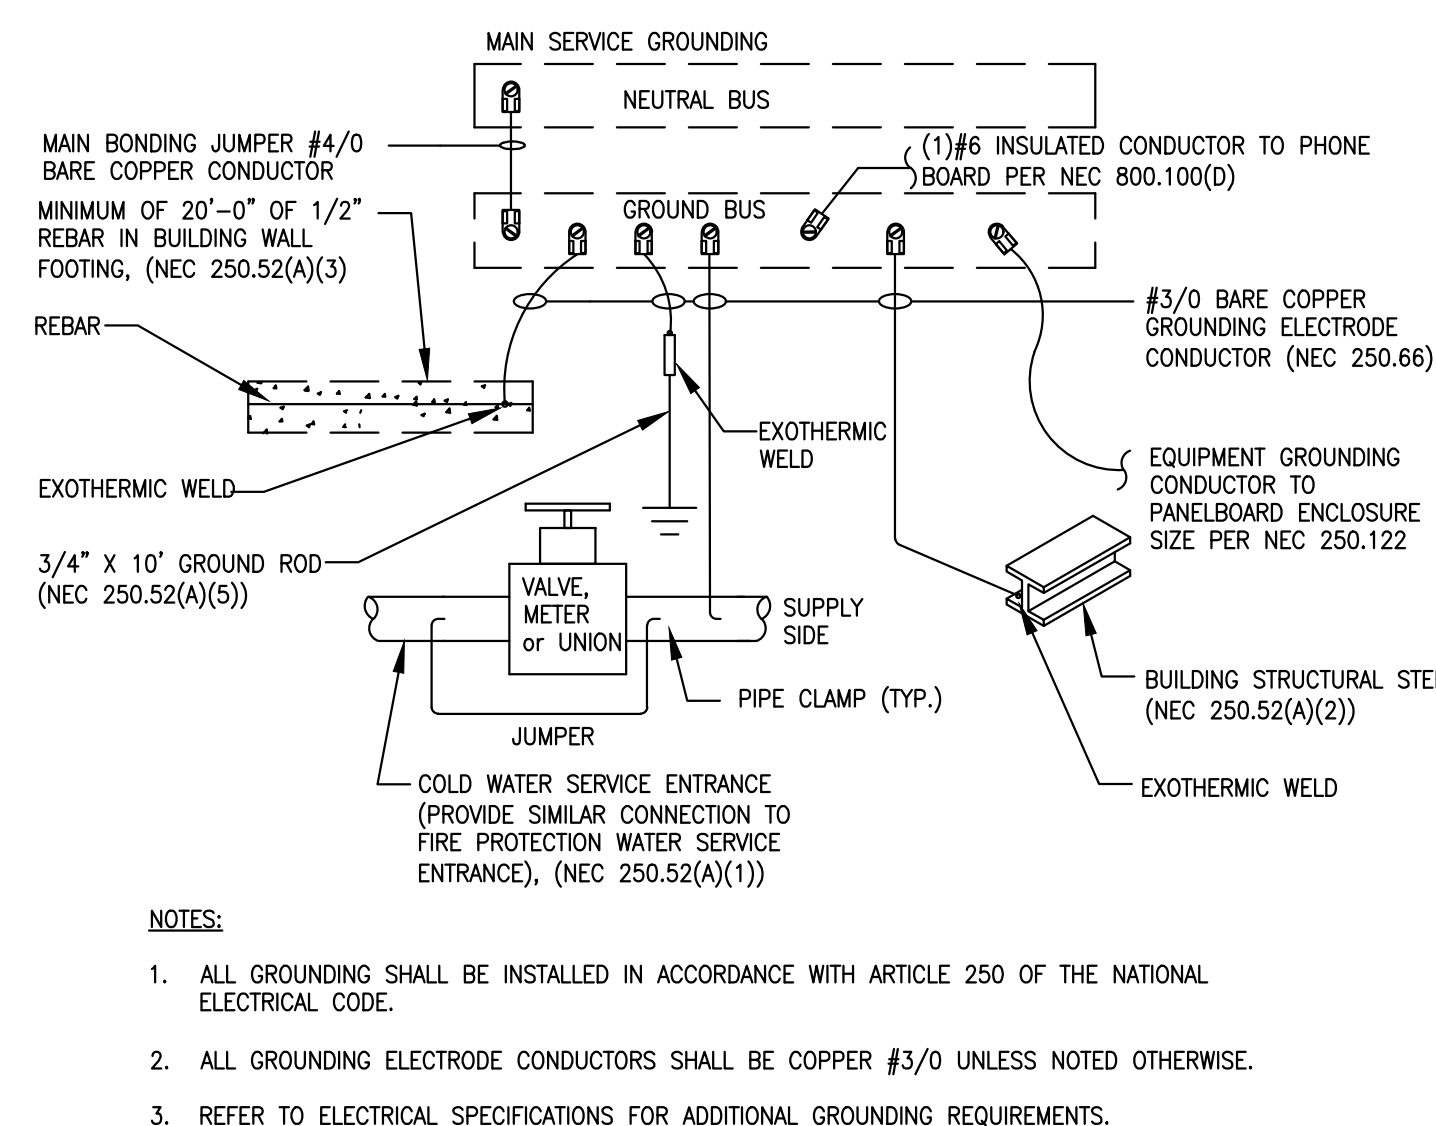 MAIN SERVICE GROUNDING
NEUTRAL BUS
MAIN BONDING JUMPER #4/0
BARE COPPER CONDUCTOR
(1)#6 INSULATED CONDUCTOR TO PHONE
BOARD PER NEC 800.100(D)
MINIMUM OF 20'-0" OF 1/2"
REBAR IN BUILDING WALL
FOOTING, (NEC 250.52(A)(3)
GROUND BUS
REBAR
#3/0 BARE COPPER
GROUNDING ELECTRODE
CONDUCTOR (NEC 250.66)
EXOTHERMIC
WELD
EXOTHERMIC WELD
EQUIPMENT GROUNDING
CONDUCTOR TO
PANELBOARD ENCLOSURE
SIZE PER NEC 250.122
3/4" X 10' GROUND ROD
(NEC 250.52(A)(5))
VALVE,
METER
or UNION
SUPPLY
SIDE
PIPE CLAMP (TYP.)
JUMPER
BUILDING STRUCTURAL
(NEC 250.52(A)(2))
EXOTHERMIC WELD
COLD WATER SERVICE ENTRANCE
(PROVIDE SIMILAR CONNECTION TO
FIRE PROTECTION WATER SERVICE
ENTRANCE), (NEC 250.52(A)(1))
NOTES:
1. ALL GROUNDING SHALL BE INSTALLED IN ACCORDANCE WITH ARTICLE 250 OF THE NATIONAL
ELECTRICAL CODE.
2. ALL GROUNDING ELECTRODE CONDUCTORS SHALL BE COPPER #3/0 UNLESS NOTED OTHERWISE.
3. REFER TO ELECTRICAL SPECIFICATIONS FOR ADDITIONAL GROUNDING REQUIREMENTS.